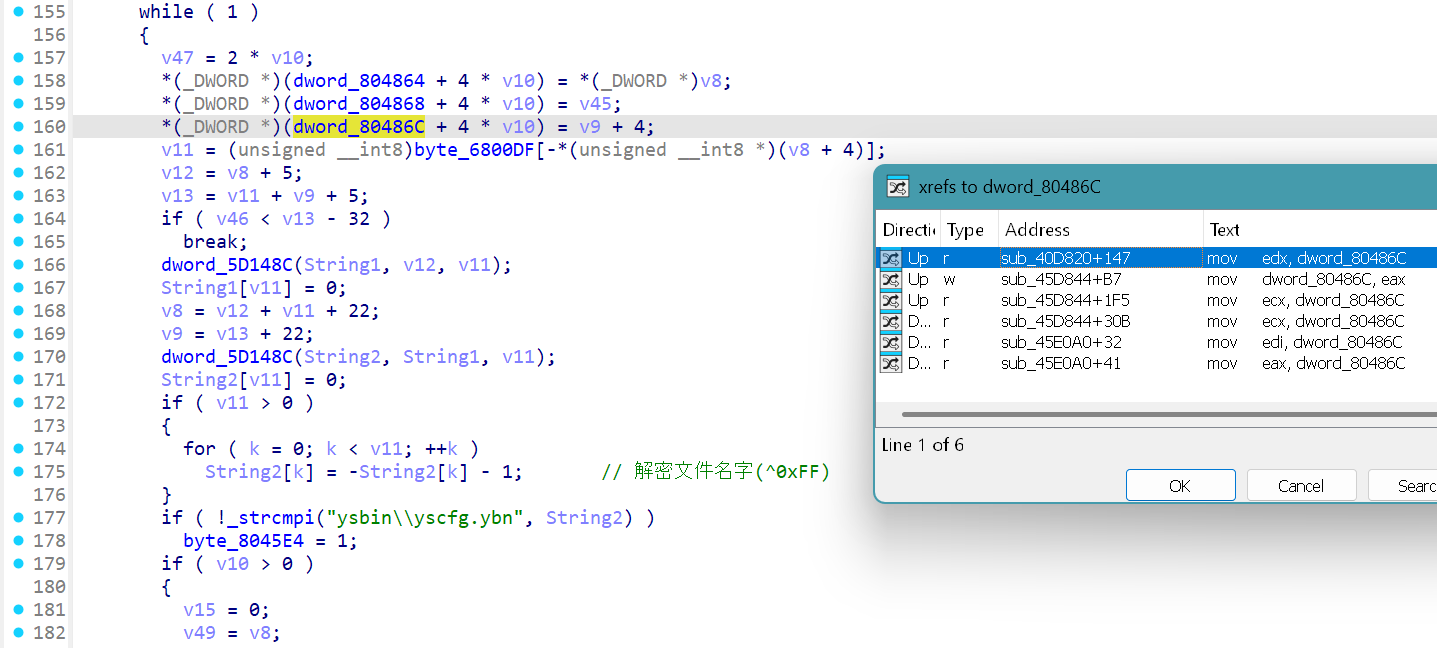 155 while ( 1 )
156 {
157 v47 = 2 * v10;
158 *(_DWORD *)(dword_804864 + 4 * v10) = *(_DWORD *)v8;
159 *(_DWORD *)(dword_804868 + 4 * v10) = v45;
160 *(_DWORD *)(dword_80486C + 4 * v10) = v9 + 4;
161 v11 = (unsigned __int8)byte_6800DF[-*(unsigned __int8 *)(v8 + 4)];
162 v12 = v8 + 5;
163 v13 = v11 + v9 + 5;
164 if ( v46 < v13 - 32 )
165 break;
166 dword_5D148C(String1, v12, v11);
167 String1[v11] = 0;
168 v8 = v12 + v11 + 22;
169 v9 = v13 + 22;
170 dword_5D148C(String2, String1, v11);
171 String2[v11] = 0;
172 if ( v11 > 0 )
173 {
174 for ( k = 0; k < v11; ++k )
175 String2[k] = -String2[k] - 1; // 解密文件名字(^0xFF)
176 }
177 if ( !_strcmpi("ysbin\\yscfg.ybn", String2) )
178 byte_8045E4 = 1;
179 if ( v10 > 0 )
180 {
181 v15 = 0;
182 v49 = v8;
xrefs to dword_80486C
Directi Type Address Text
Up r sub_40D820+147 mov edx, dword_80486C
Up w sub_45D844+B7 mov dword_80486C, eax
Up r sub_45D844+1F5 mov ecx, dword_80486C
D... r sub_45D844+30B mov ecx, dword_80486C
D... r sub_45E0A0+32 mov edi, dword_80486C
D... r sub_45E0A0+41 mov eax, dword_80486C
Line 1 of 6
OK Cancel Searc